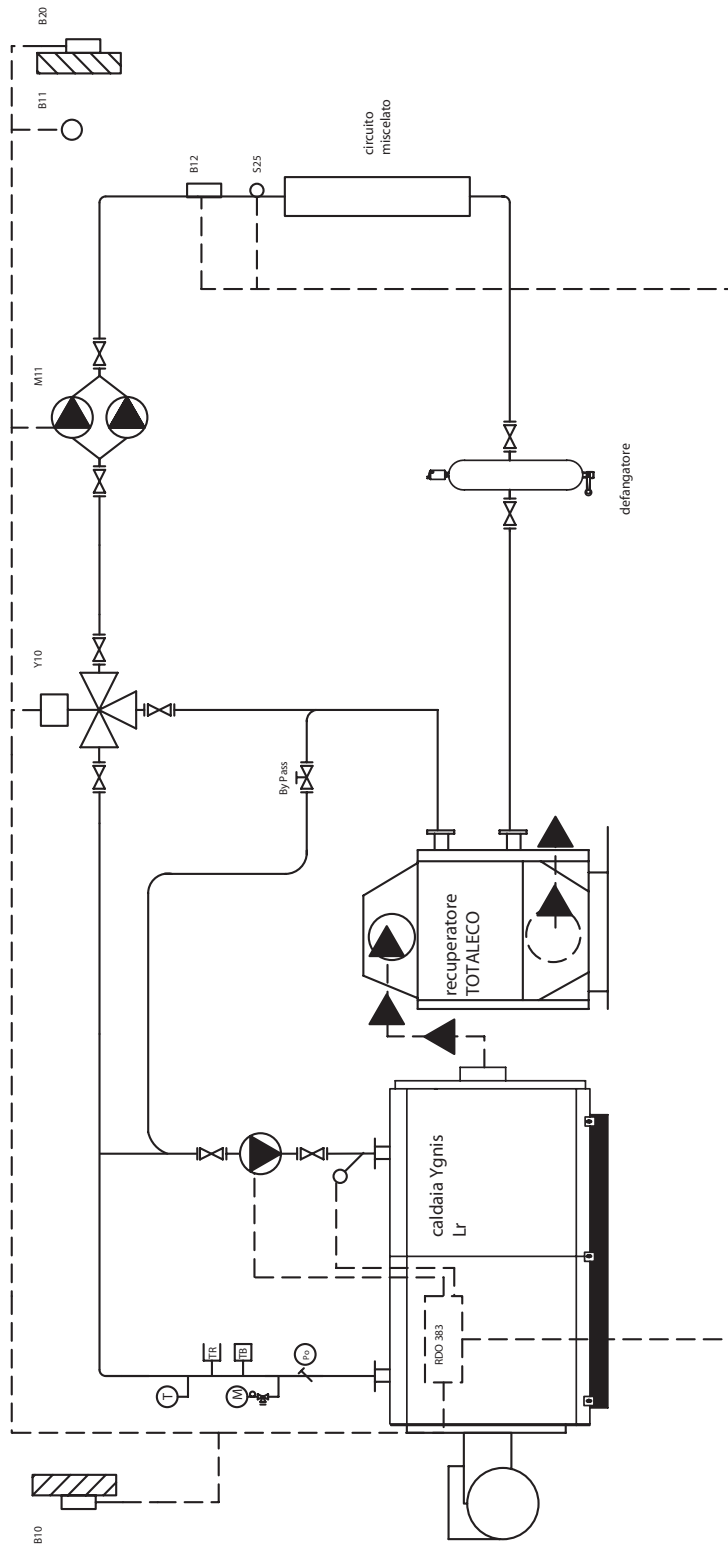 B20
B11
B12
S25
circuito
miscelato
M11
defangatore
Y10
By Pass
recuperatore
TOTALECO
caldaia Ygnis
Lr
RDO 383
TR
TB
T
M
Po
B10